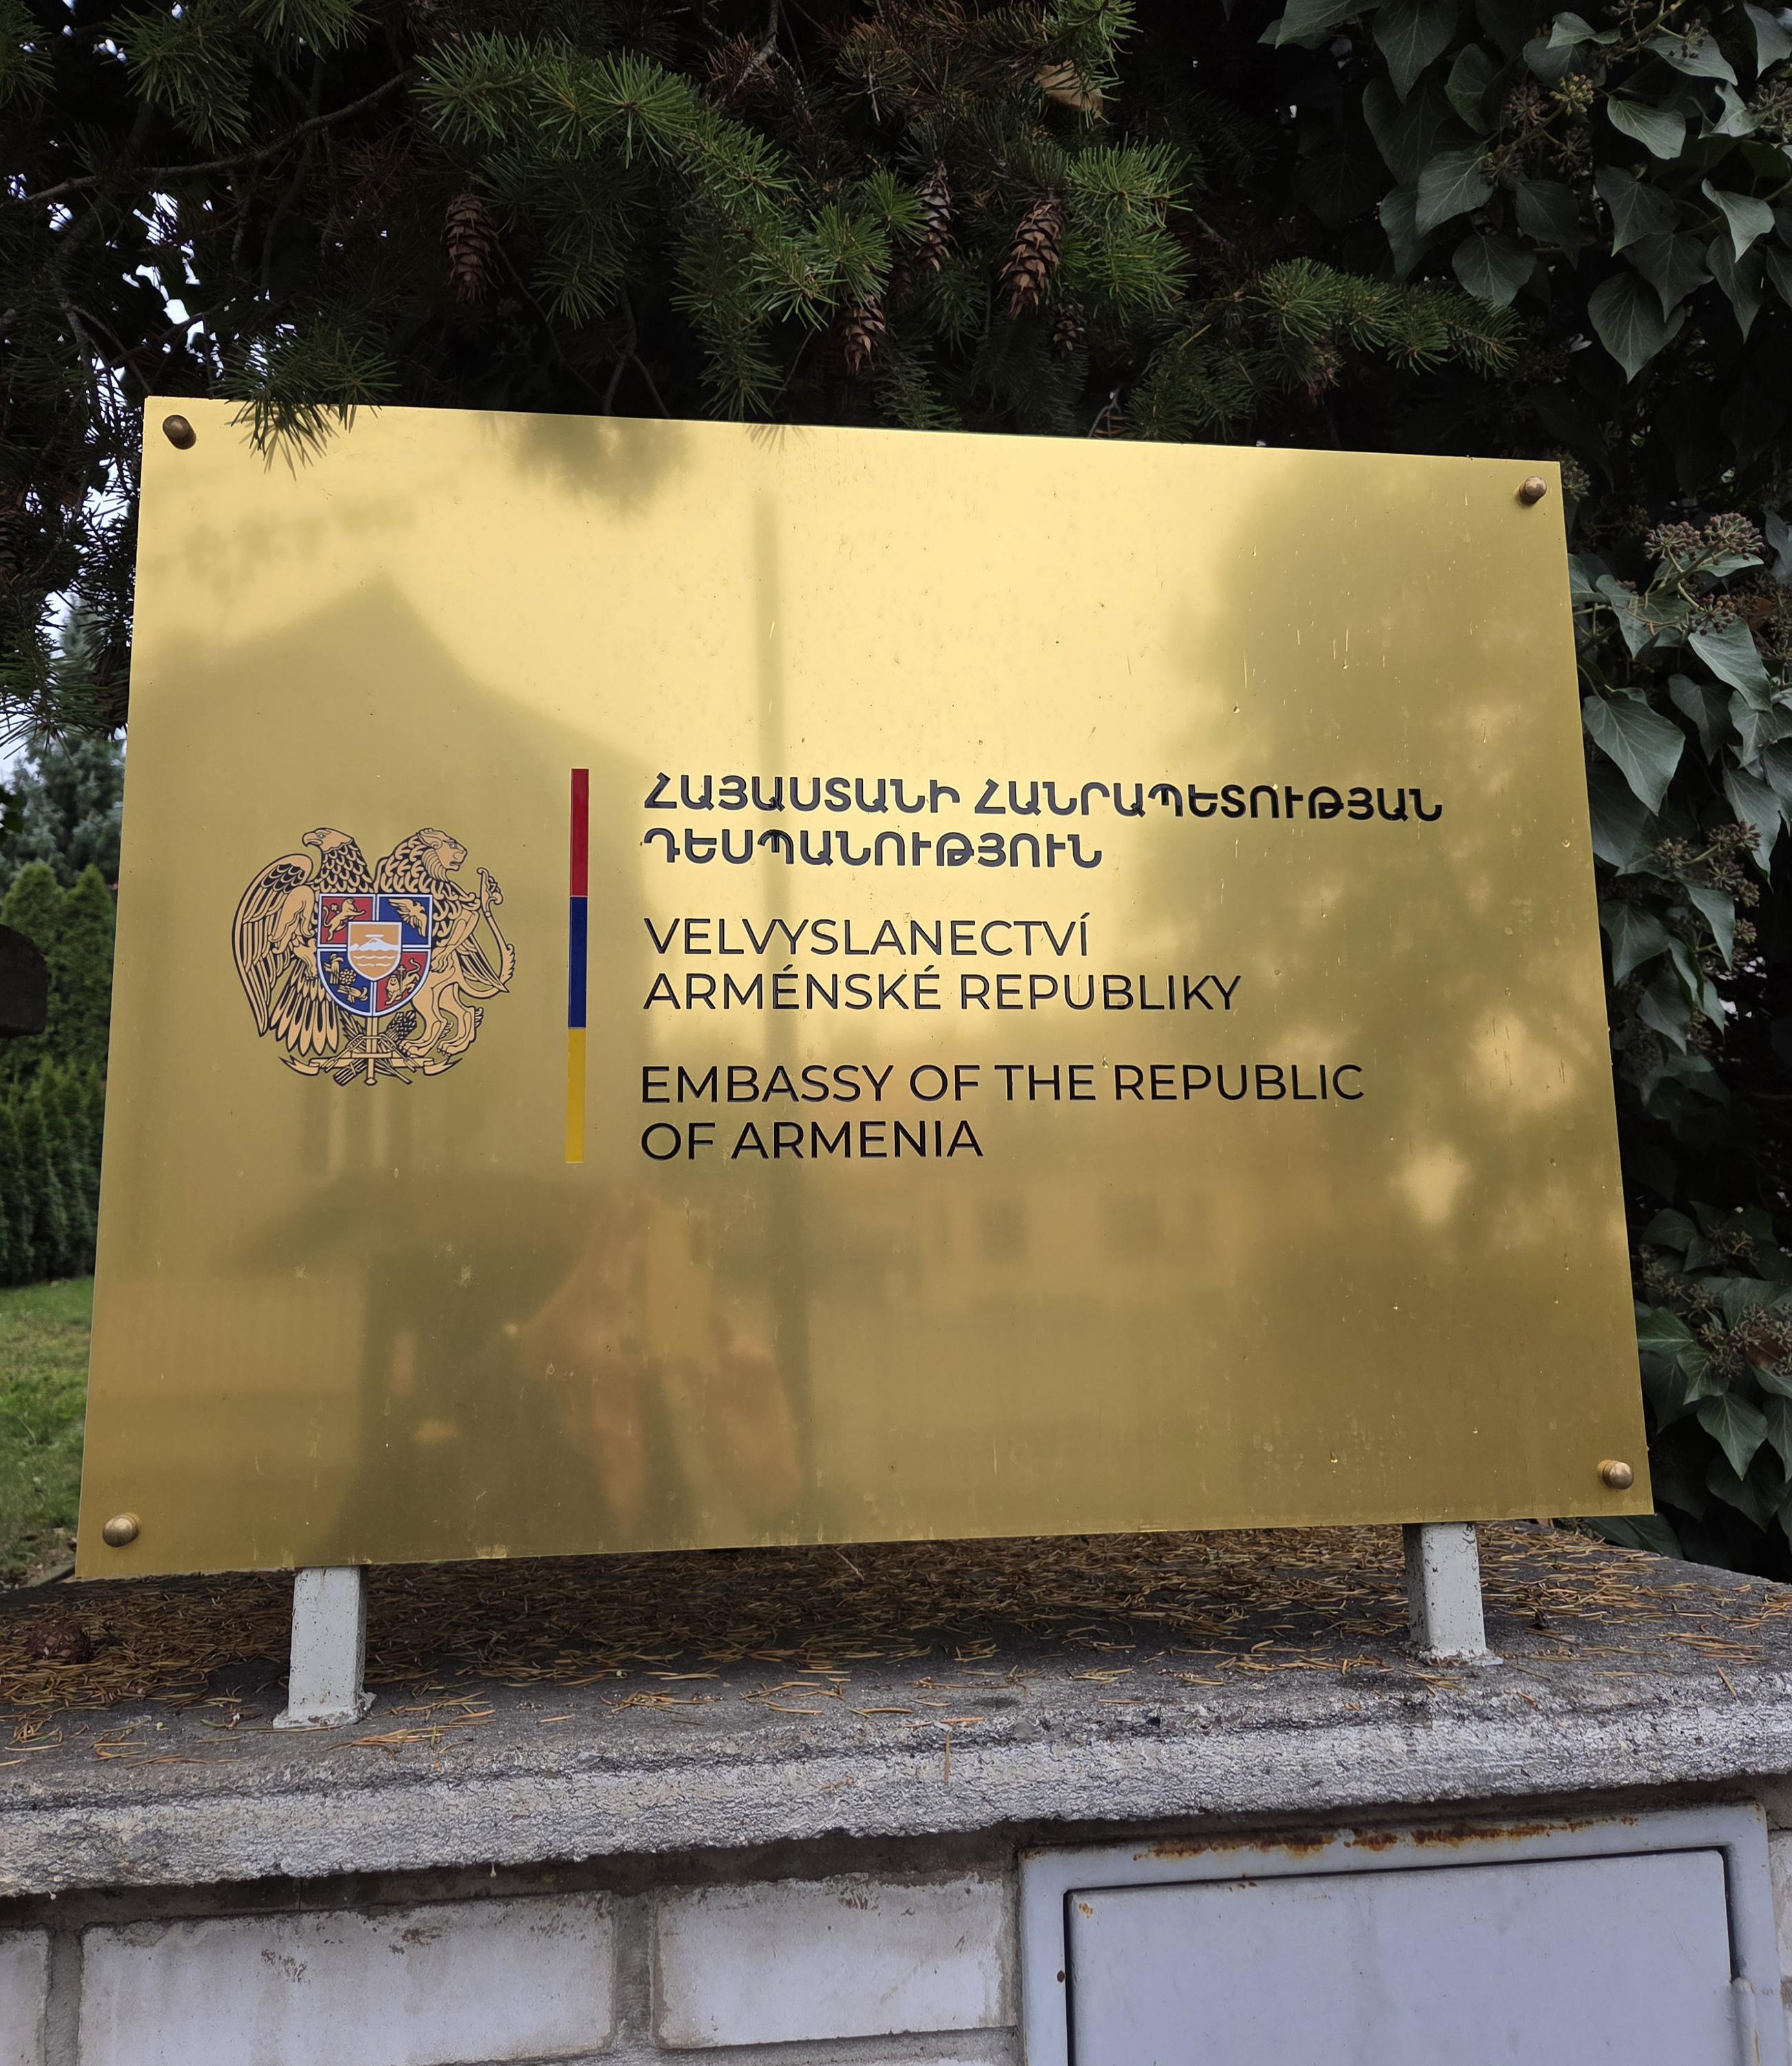 ՀԱՅԱՍՏԱՆԻ ՀԱՆՐԱՊԵՏՈՒԹՅԱՆ
ԴԵՍՊԱՆՈՒԹՅՈՒՆ
VELVYSLANECTVÍ
ARMÉNSKÉ REPUBLIKY
EMBASSY OF THE REPUBLIC
OF ARMENIA